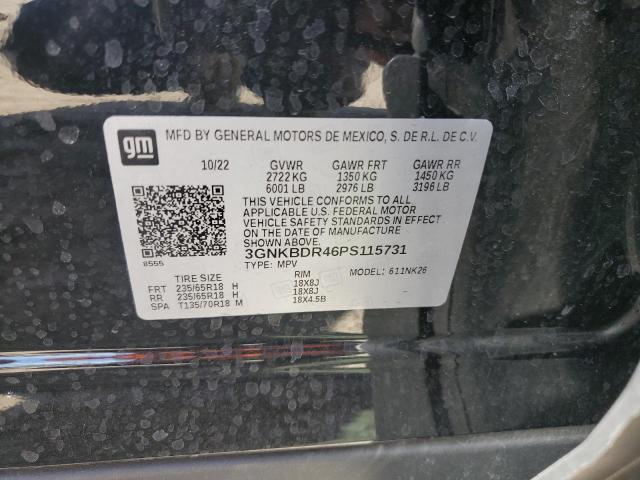 gm MFD BY GENERAL MOTORS DE MEXICO, S. DE R.L. DE C.V.
10/22 GVWR GAWR FRT GAWR RR
2722 KG 1350 KG 1450 KG
6001 LB 2976 LB 3196 LB
THIS VEHICLE CONFORMS TO ALL
APPLICABLE U.S. FEDERAL MOTOR
VEHICLE SAFETY STANDARDS IN EFFECT
ON THE DATE OF MANUFACTURE
SHOWN ABOVE.
8555 3GNKBDR46PS115731
TYPE: MPV MODEL: 611NK26
TIRE SIZE RIM
FRT 235/65R18 H 18X8J
RR 235/65R18 H 18X8J
SPA T135/70R18 M 18X4.5B